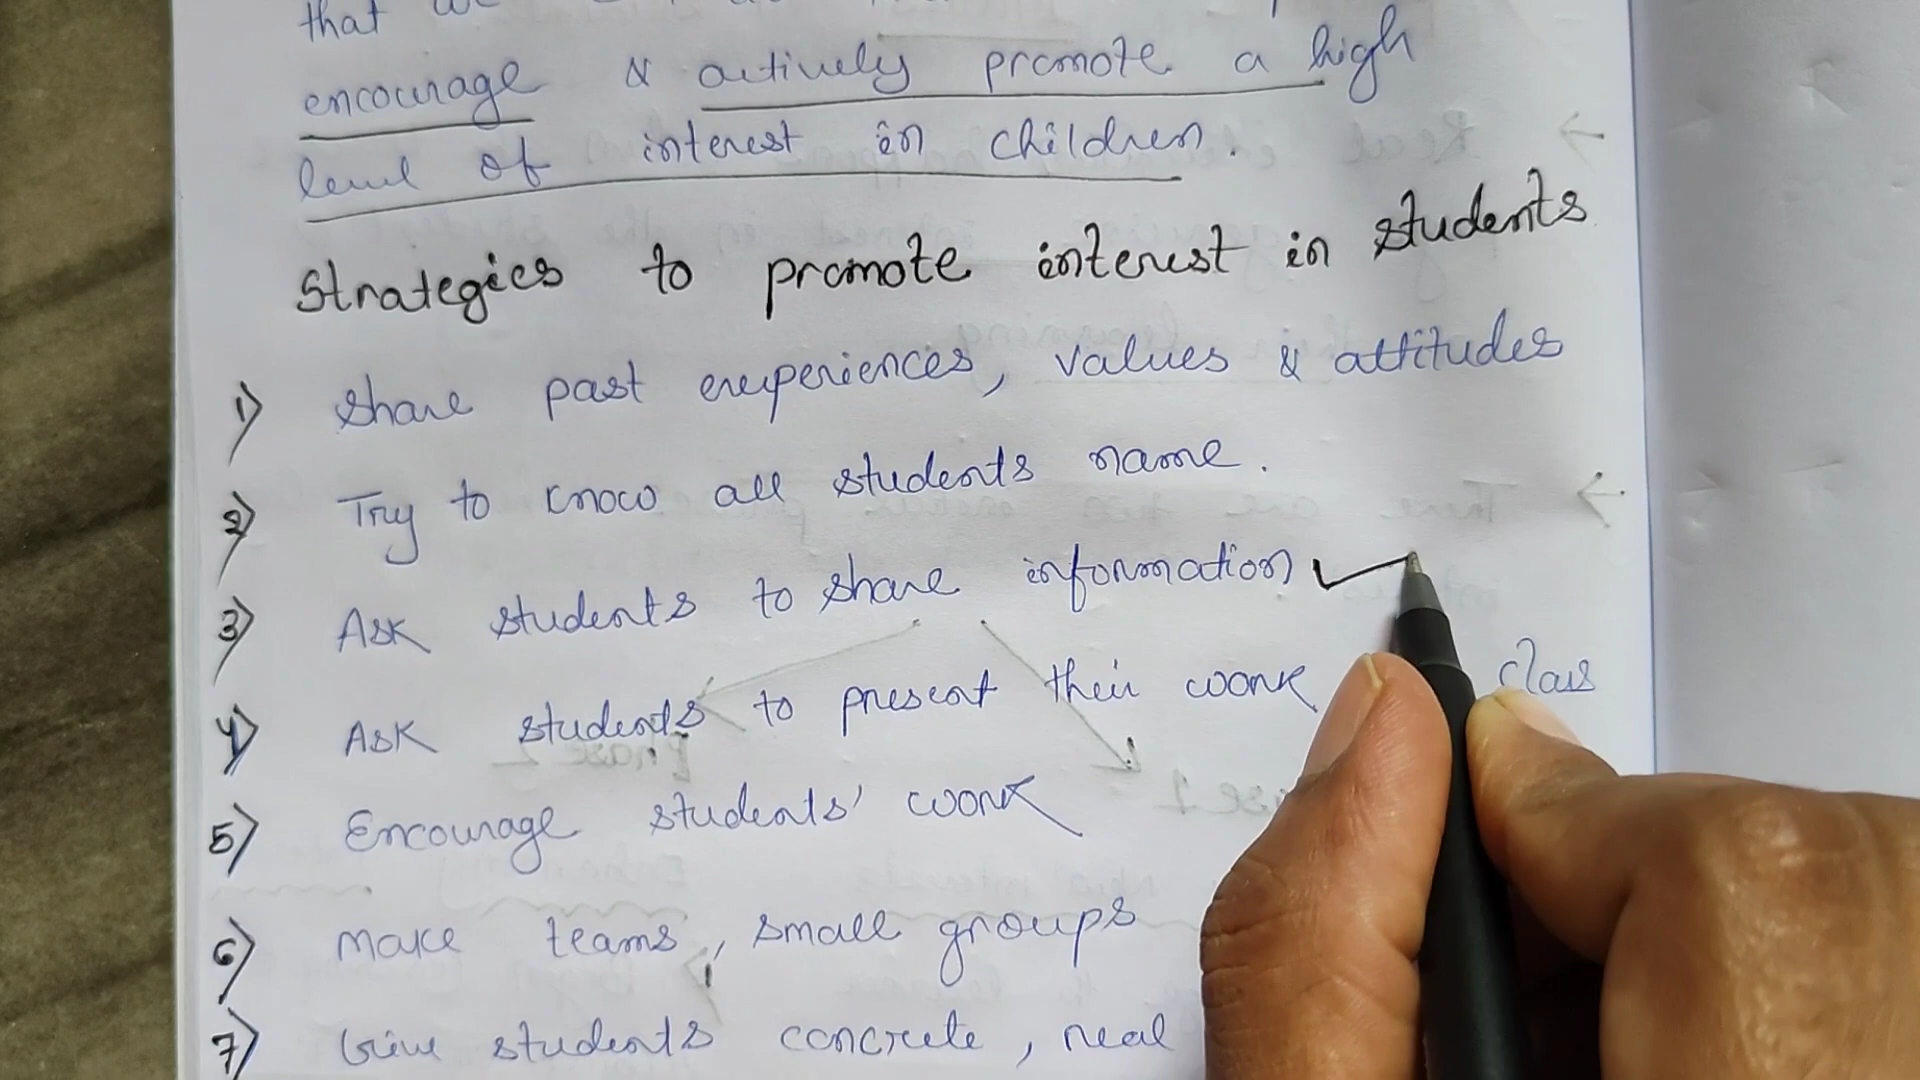 that
encourage & actively promote a high
level of interest in children.
Strategies to promote interest in students
1) Share past experiences, values & attitudes
2) Try to know all students name.
3) Ask students to share information
4) Ask students to present their work class
5) Encourage students' work
6) Make teams, small groups
7) Give students concrete, real